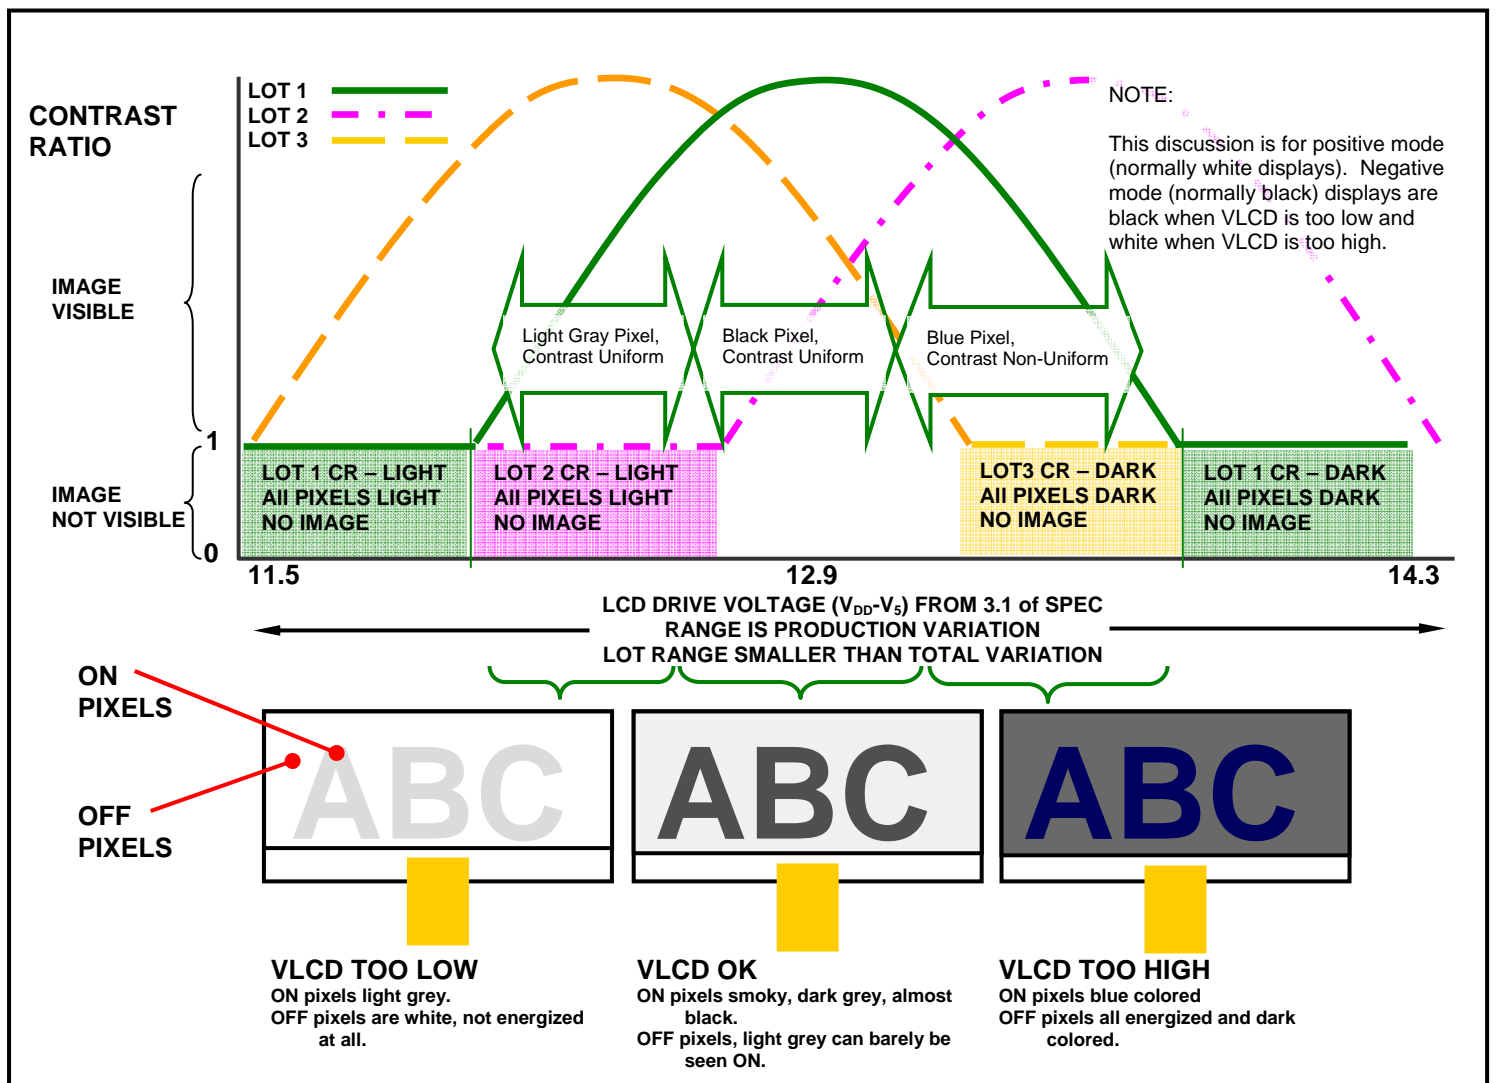 LOT 1
LOT 2
LOT 3
CONTRAST
RATIO
NOTE:
This discussion is for positive mode
(normally white displays). Negative
mode (normally black) displays are
black when VLCD is too low and
white when VLCD is too high.
IMAGE
VISIBLE
Light Gray Pixel,
Contrast Uniform
Black Pixel,
Contrast Uniform
Blue Pixel,
Contrast Non-Uniform
1
IMAGE
NOT VISIBLE
0
LOT 1 CR – LIGHT
All PIXELS LIGHT
NO IMAGE
LOT 2 CR – LIGHT
All PIXELS LIGHT
NO IMAGE
LOT3 CR – DARK
All PIXELS DARK
NO IMAGE
LOT 1 CR – DARK
All PIXELS DARK
NO IMAGE
11.5
12.9
14.3
LCD DRIVE VOLTAGE (VDD-V5) FROM 3.1 of SPEC
RANGE IS PRODUCTION VARIATION
LOT RANGE SMALLER THAN TOTAL VARIATION
ON
PIXELS
OFF
PIXELS
ABC
ABC
ABC
VLCD TOO LOW
ON pixels light grey.
OFF pixels are white, not energized
at all.
VLCD OK
ON pixels smoky, dark grey, almost
black.
OFF pixels, light grey can barely be
seen ON.
VLCD TOO HIGH
ON pixels blue colored
OFF pixels all energized and dark
colored.